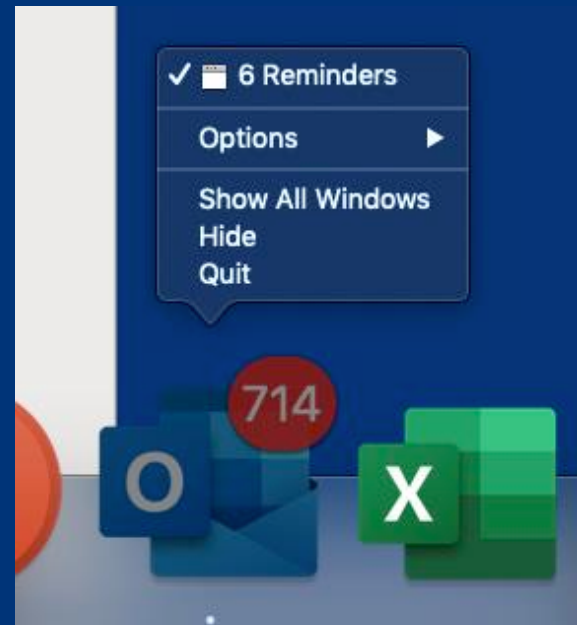 ✓ 6 Reminders
Options ▶
Show All Windows
Hide
Quit
714
O
X